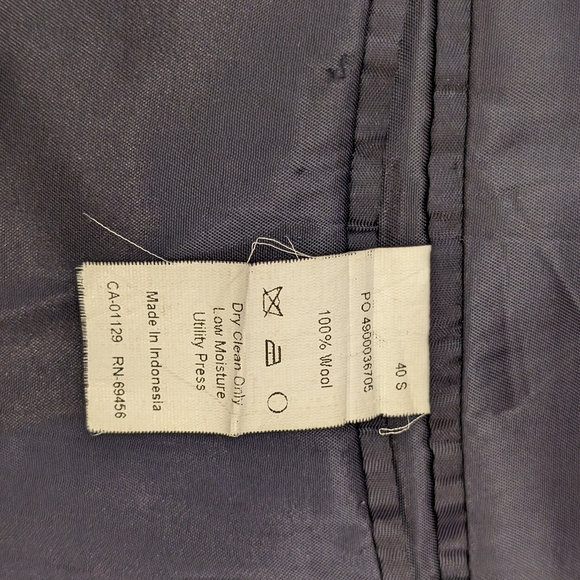 40 S
PO 4900036705
100% Wool
Dry Clean Only
Low Moisture
Utility Press
Made in Indonesia
CA-01129 RN-69456